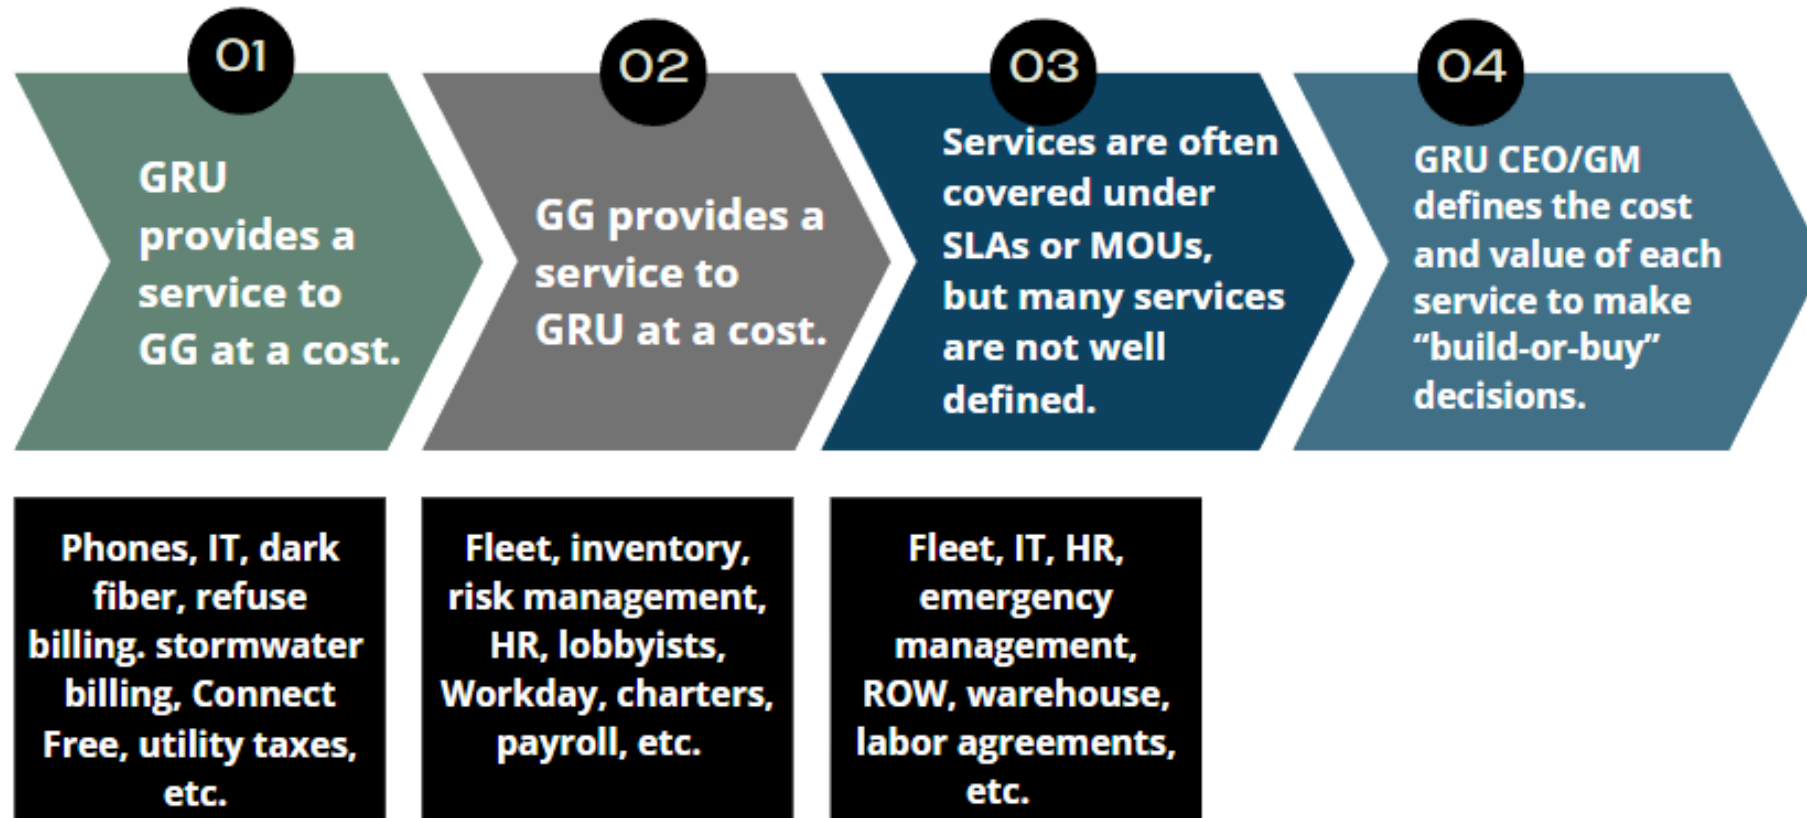 01
GRU
provides a
service to
GG at a cost.
02
GG provides a
service to
GRU at a cost.
03
Services are often
covered under
SLAs or MOUs,
but many services
are not well
defined.
04
GRU CEO/GM
defines the cost
and value of each
service to make
“build-or-buy”
decisions.
Phones, IT, dark
fiber, refuse
billing. stormwater
billing, Connect
Free, utility taxes,
etc.
Fleet, inventory,
risk management,
HR, lobbyists,
Workday, charters,
payroll, etc.
Fleet, IT, HR,
emergency
management,
ROW, warehouse,
labor agreements,
etc.